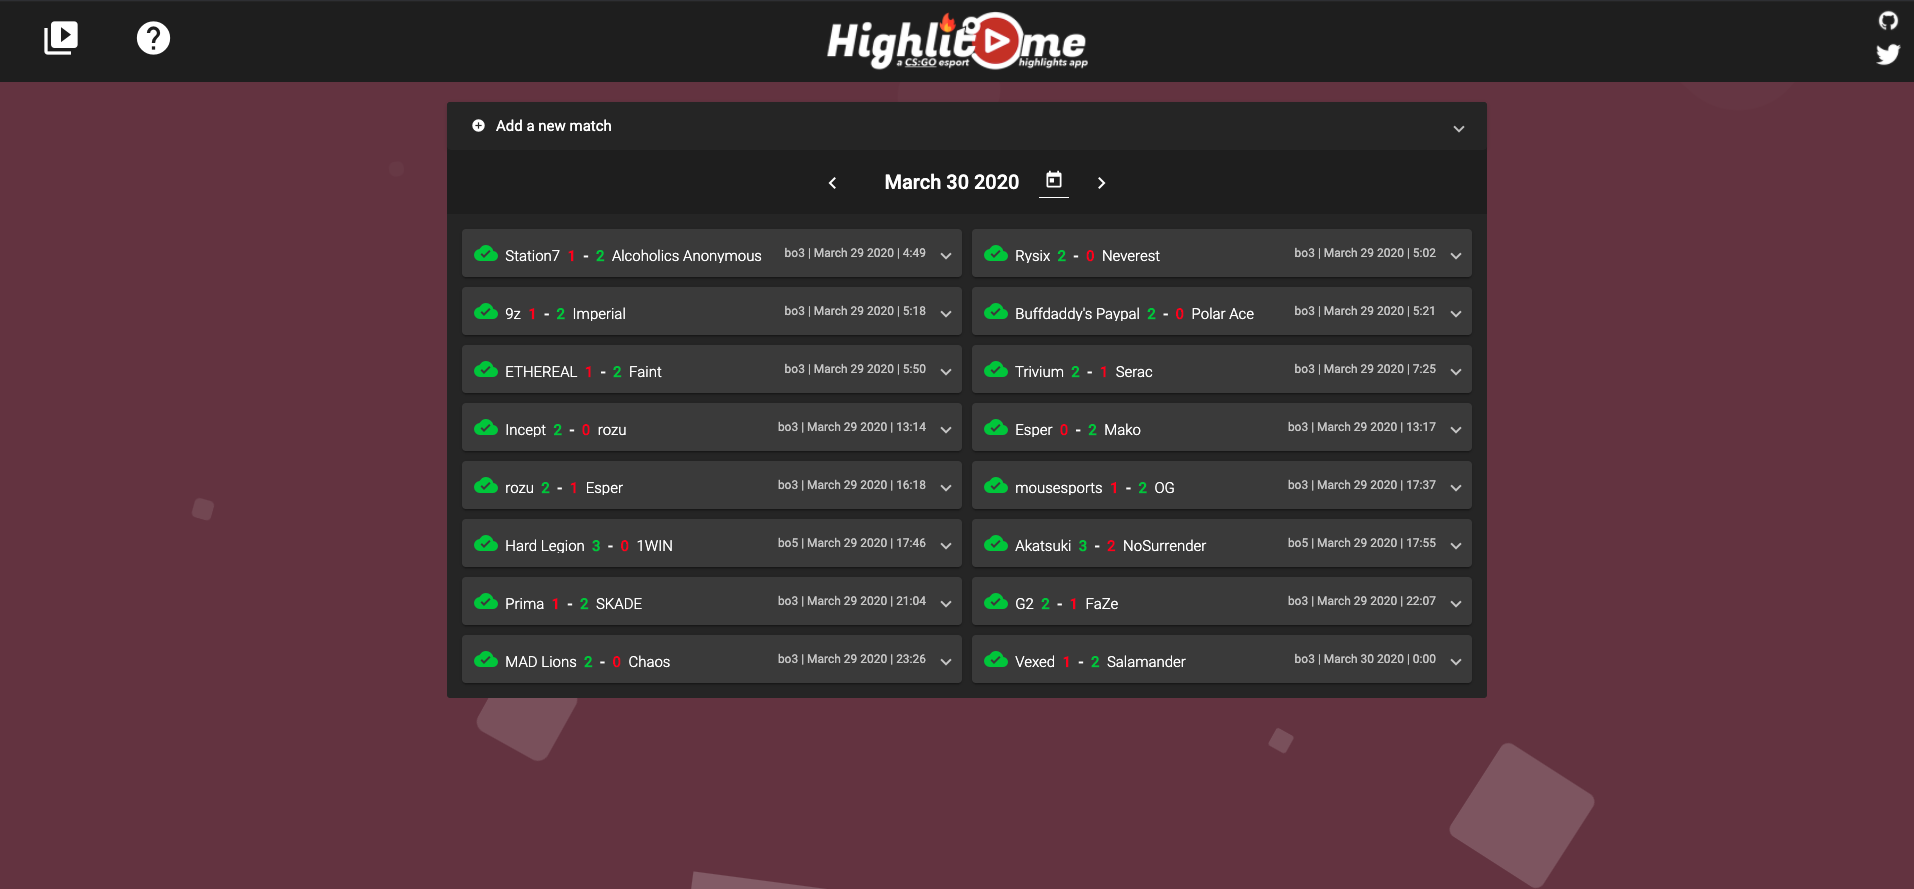 Highlit me
a CS:GO esport highlights app
Add a new match
March 30 2020
Station7 1 - 2 Alcoholics Anonymous bo3 | March 29 2020 | 4:49
Rysix 2 - 0 Neverest bo3 | March 29 2020 | 5:02
9z 1 - 2 Imperial bo3 | March 29 2020 | 5:18
Buffdaddy's Paypal 2 - 0 Polar Ace bo3 | March 29 2020 | 5:21
ETHEREAL 1 - 2 Faint bo3 | March 29 2020 | 5:50
Trivium 2 - 1 Serac bo3 | March 29 2020 | 7:25
Incept 2 - 0 rozu bo3 | March 29 2020 | 13:14
Esper 0 - 2 Mako bo3 | March 29 2020 | 13:17
rozu 2 - 1 Esper bo3 | March 29 2020 | 16:18
mousesports 1 - 2 OG bo3 | March 29 2020 | 17:37
Hard Legion 3 - 0 1WIN bo5 | March 29 2020 | 17:46
Akatsuki 3 - 2 NoSurrender bo5 | March 29 2020 | 17:55
Prima 1 - 2 SKADE bo3 | March 29 2020 | 21:04
G2 2 - 1 FaZe bo3 | March 29 2020 | 22:07
MAD Lions 2 - 0 Chaos bo3 | March 29 2020 | 23:26
Vexed 1 - 2 Salamander bo3 | March 30 2020 | 0:00